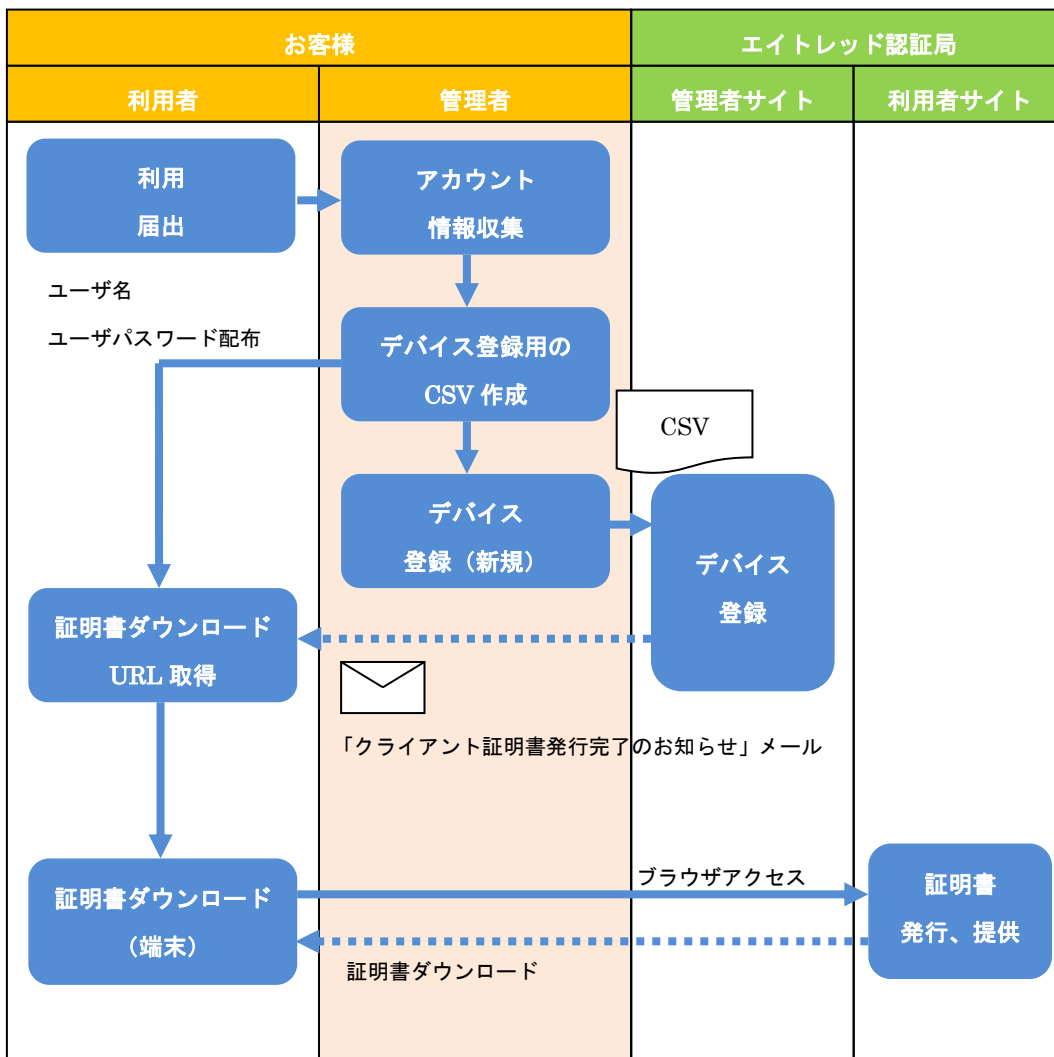 お客様
エイトレッド認証局
利用者
管理者
管理者サイト
利用者サイト
利用
届出
アカウント
情報収集
ユーザ名
ユーザパスワード配布
デバイス登録用の
CSV 作成
CSV
デバイス
登録（新規）
デバイス
登録
証明書ダウンロード
URL 取得
「クライアント証明書発行完了のお知らせ」メール
証明書ダウンロード
（端末）
ブラウザアクセス
証明書
発行、提供
証明書ダウンロード